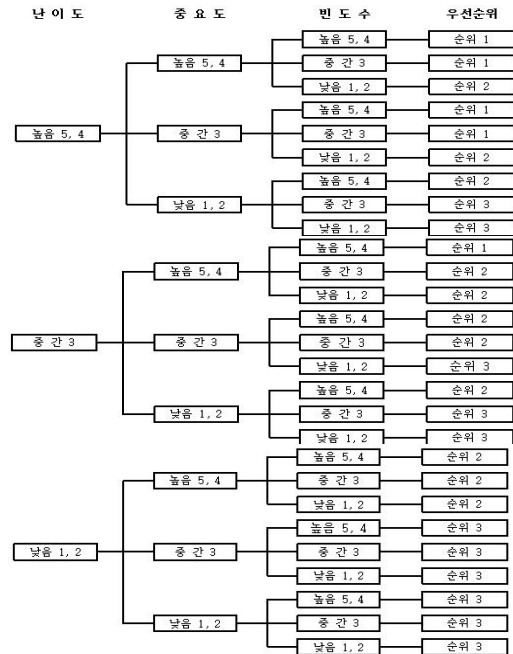 난 이 도 중 요 도 빈 도 수 우선순위
높음 5, 4 순위 1
높음 5, 4 중 간 3 순위 1
낮음 1, 2 순위 2
높음 5, 4 순위 1
높음 5, 4 중 간 3 중 간 3 순위 1
낮음 1, 2 순위 2
높음 5, 4 순위 2
낮음 1, 2 중 간 3 순위 3
낮음 1, 2 순위 3
높음 5, 4 순위 1
높음 5, 4 중 간 3 순위 2
낮음 1, 2 순위 2
높음 5, 4 순위 2
중 간 3 중 간 3 중 간 3 순위 2
낮음 1, 2 순위 3
높음 5, 4 순위 2
낮음 1, 2 중 간 3 순위 3
낮음 1, 2 순위 3
높음 5, 4 순위 2
높음 5, 4 중 간 3 순위 2
낮음 1, 2 순위 2
높음 5, 4 순위 3
낮음 1, 2 중 간 3 중 간 3 순위 3
낮음 1, 2 순위 3
높음 5, 4 순위 3
낮음 1, 2 중 간 3 순위 3
낮음 1, 2 순위 3